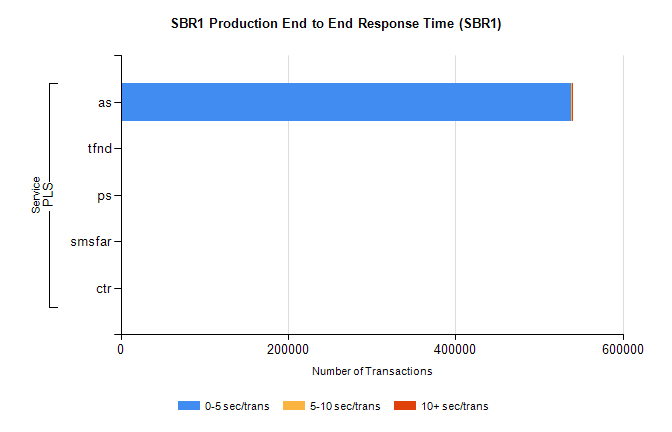 SBR1 Production End to End Response Time (SBR1)
Service
PLS
as
tfnd
ps
smsfar
ctr
0 200000 400000 600000
Number of Transactions
0-5 sec/trans 5-10 sec/trans 10+ sec/trans